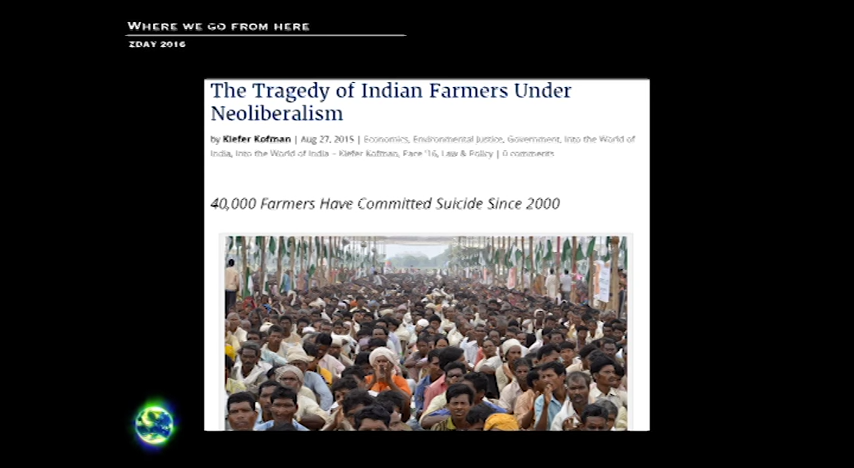 WHERE WE GO FROM HERE
ZDAY 2016
The Tragedy of Indian Farmers Under
Neoliberalism
by Kiefer Kofman | Aug 27, 2015 | Economics, Environmental Justice, Government, Into the World of
India, Into the World of India – Kiefer Kofman, Pace '16, Law & Policy | 0 comments
40,000 Farmers Have Committed Suicide Since 2000